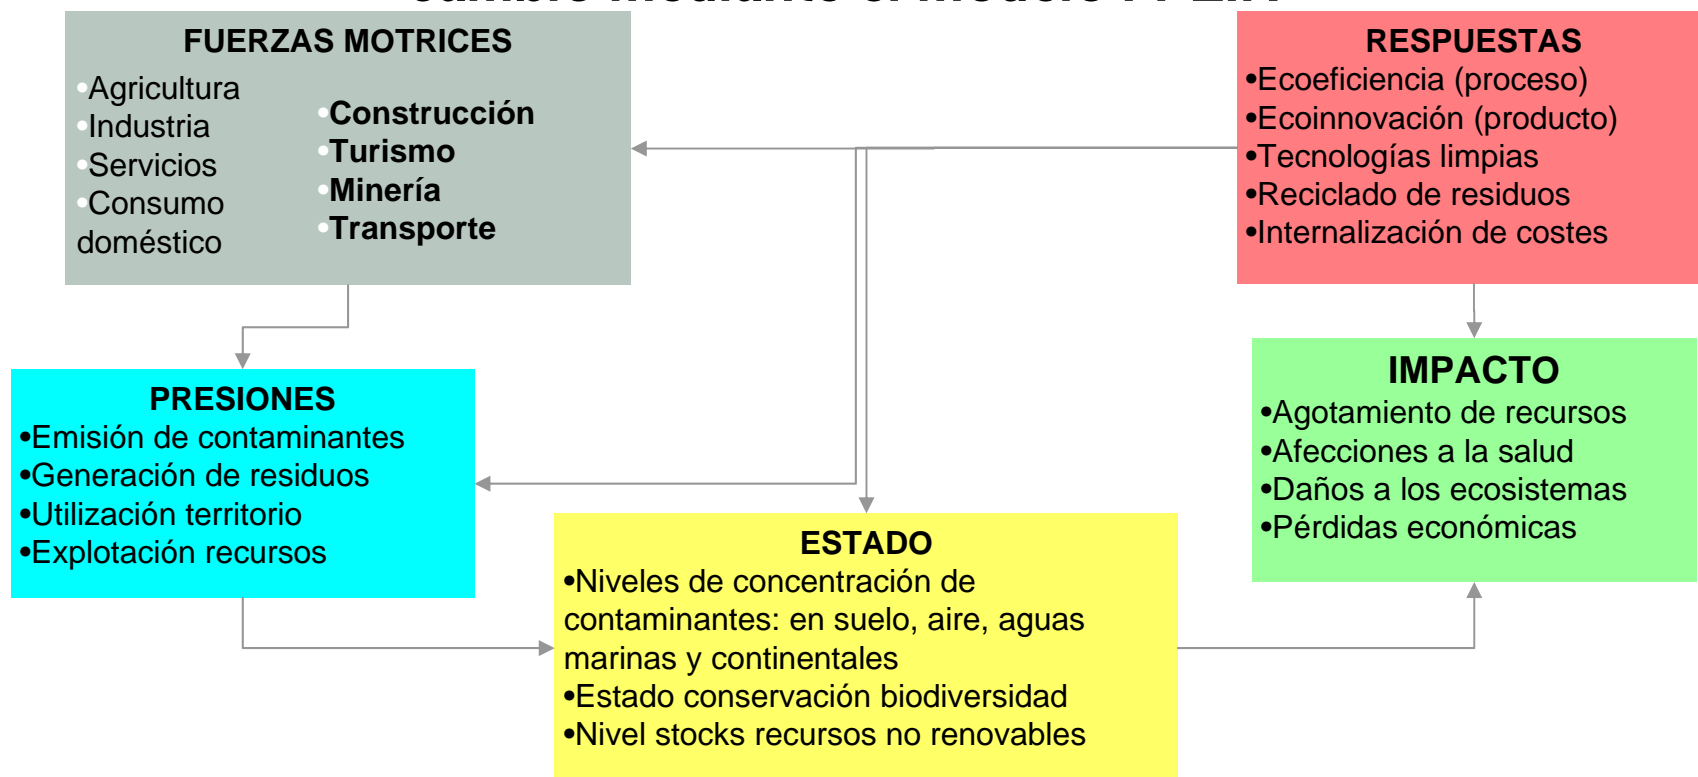 FUERZAS MOTRICES
•Agricultura
•Industria
•Servicios
•Consumo
doméstico
•Construcción
•Turismo
•Minería
•Transporte
RESPUESTAS
•Ecoeficiencia (proceso)
•Ecoinnovación (producto)
•Tecnologías limpias
•Reciclado de residuos
•Internalización de costes
PRESIONES
•Emisión de contaminantes
•Generación de residuos
•Utilización territorio
•Explotación recursos
IMPACTO
•Agotamiento de recursos
•Afecciones a la salud
•Daños a los ecosistemas
•Pérdidas económicas
ESTADO
•Niveles de concentración de
contaminantes: en suelo, aire, aguas
marinas y continentales
•Estado conservación biodiversidad
•Nivel stocks recursos no renovables